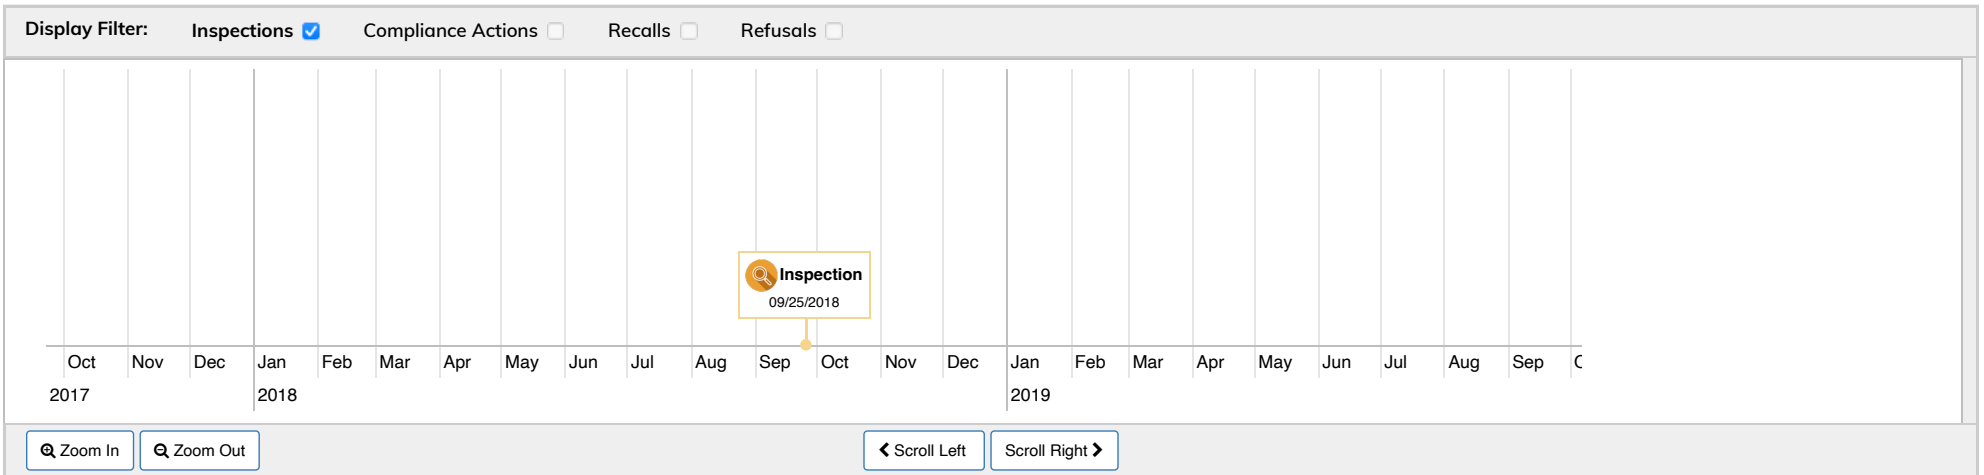 Display Filter: Inspections Compliance Actions Recalls Refusals
Inspection
09/25/2018
Oct Nov Dec Jan Feb Mar Apr May Jun Jul Aug Sep Oct Nov Dec Jan Feb Mar Apr May Jun Jul Aug Sep
2017 2018 2019
Zoom In Zoom Out Scroll Left Scroll Right